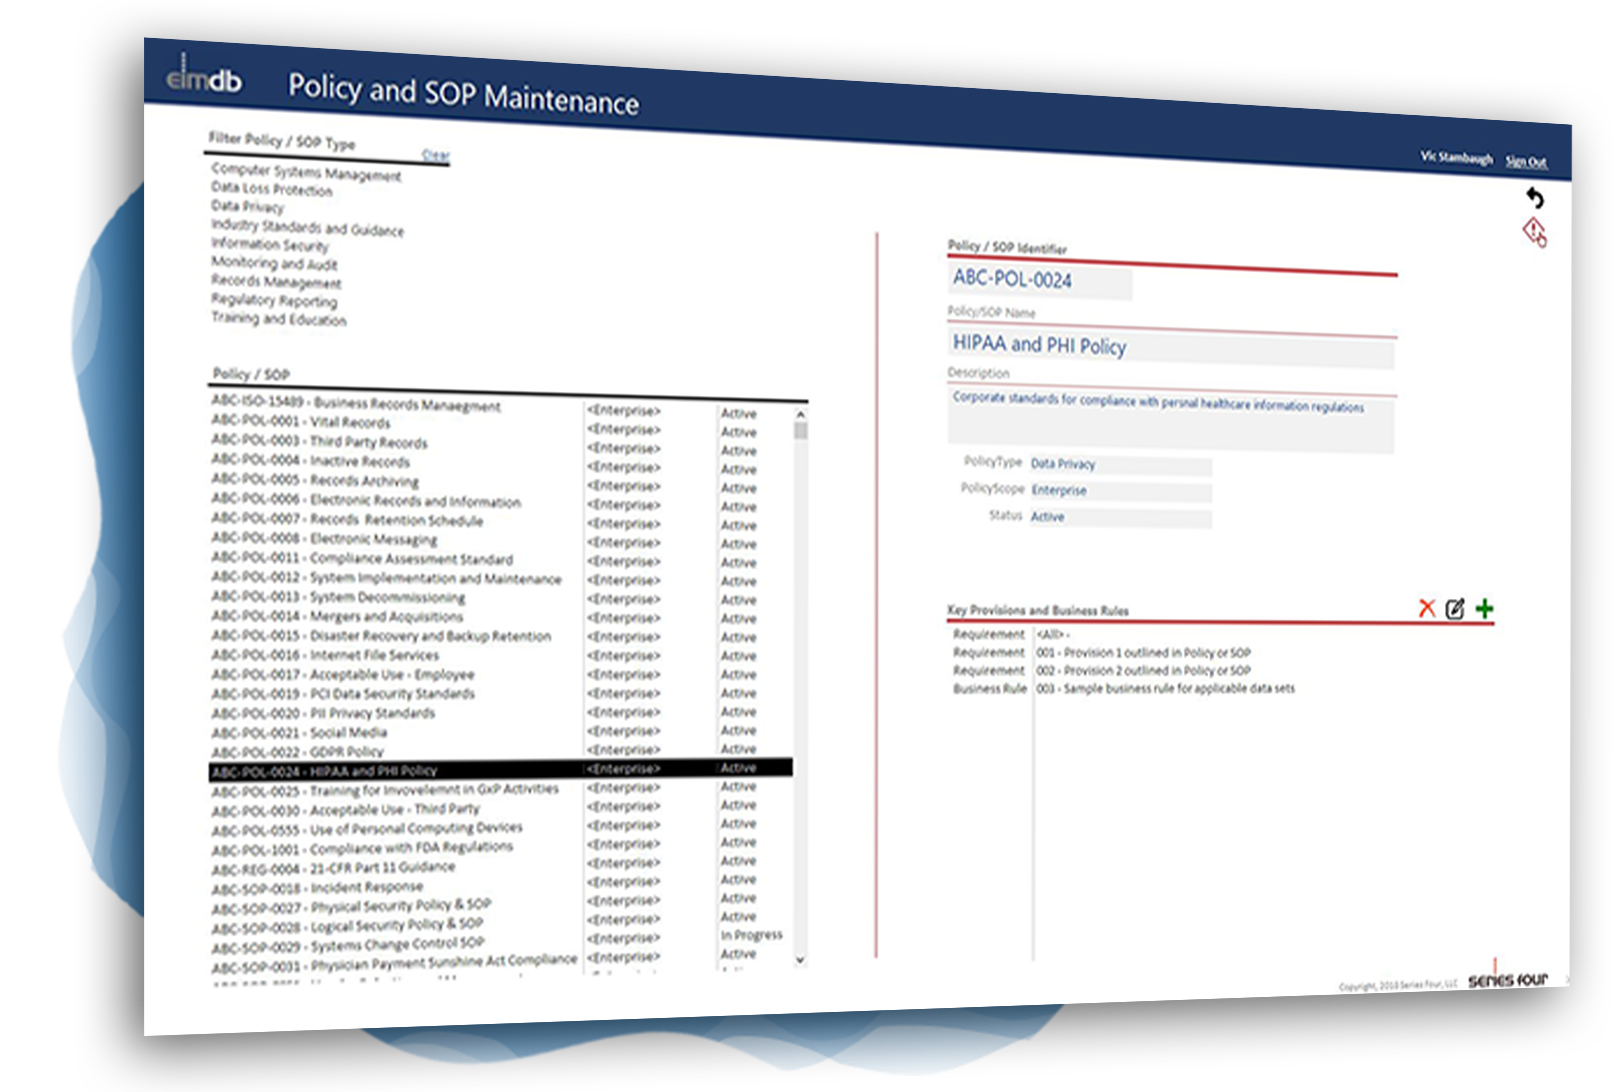 eimdb
Policy and SOP Maintenance
Vic Stambaugh Sign Out
Filter Policy / SOP Type Clear
Computer Systems Management
Data Loss Protection
Data Privacy
Industry Standards and Guidance
Information Security
Monitoring and Audit
Records Management
Regulatory Reporting
Training and Education
Policy / SOP
ABC-ISO-15489 - Business Records Manaegment <Enterprise> Active
ABC-POL-0001 - Vital Records <Enterprise> Active
ABC-POL-0003 - Third Party Records <Enterprise> Active
ABC-POL-0004 - Inactive Records <Enterprise> Active
ABC-POL-0005 - Records Archiving <Enterprise> Active
ABC-POL-0006 - Electronic Records and Information <Enterprise> Active
ABC-POL-0007 - Records Retention Schedule <Enterprise> Active
ABC-POL-0008 - Electronic Messaging <Enterprise> Active
ABC-POL-0011 - Compliance Assessment Standard <Enterprise> Active
ABC-POL-0012 - System Implementation and Maintenance <Enterprise> Active
ABC-POL-0013 - System Decommissioning <Enterprise> Active
ABC-POL-0014 - Mergers and Acquisitions <Enterprise> Active
ABC-POL-0015 - Disaster Recovery and Backup Retention <Enterprise> Active
ABC-POL-0016 - Internet File Services <Enterprise> Active
ABC-POL-0017 - Acceptable Use - Employee <Enterprise> Active
ABC-POL-0019 - PCI Data Security Standards <Enterprise> Active
ABC-POL-0020 - PII Privacy Standards <Enterprise> Active
ABC-POL-0021 - Social Media <Enterprise> Active
ABC-POL-0022 - GDPR Policy <Enterprise> Active
ABC-POL-0024 - HIPAA and PHI Policy <Enterprise> Active
ABC-POL-0025 - Training for Invovelemnt in GxP Activities <Enterprise> Active
ABC-POL-0030 - Acceptable Use - Third Party <Enterprise> Active
ABC-POL-0555 - Use of Personal Computing Devices <Enterprise> Active
ABC-POL-1001 - Compliance with FDA Regulations <Enterprise> Active
ABC-REG-0004 - 21-CFR Part 11 Guidance <Enterprise> Active
ABC-SOP-0018 - Incident Response <Enterprise> Active
ABC-SOP-0027 - Physical Security Policy & SOP <Enterprise> Active
ABC-SOP-0028 - Logical Security Policy & SOP <Enterprise> Active
ABC-SOP-0029 - Systems Change Control SOP <Enterprise> In Progress
ABC-SOP-0031 - Physician Payment Sunshine Act Compliance <Enterprise> Active
Policy / SOP Identifier
ABC-POL-0024
Policy/SOP Name
HIPAA and PHI Policy
Description
Corporate standards for compliance with persnal healthcare information regulations
PolicyType Data Privacy
PolicyScope Enterprise
Status Active
Key Provisions and Business Rules
Requirement <All> -
Requirement 001 - Provision 1 outlined in Policy or SOP
Requirement 002 - Provision 2 outlined in Policy or SOP
Business Rule 003 - Sample business rule for applicable data sets
Copyright, 2018 Series Four, LLC
series four